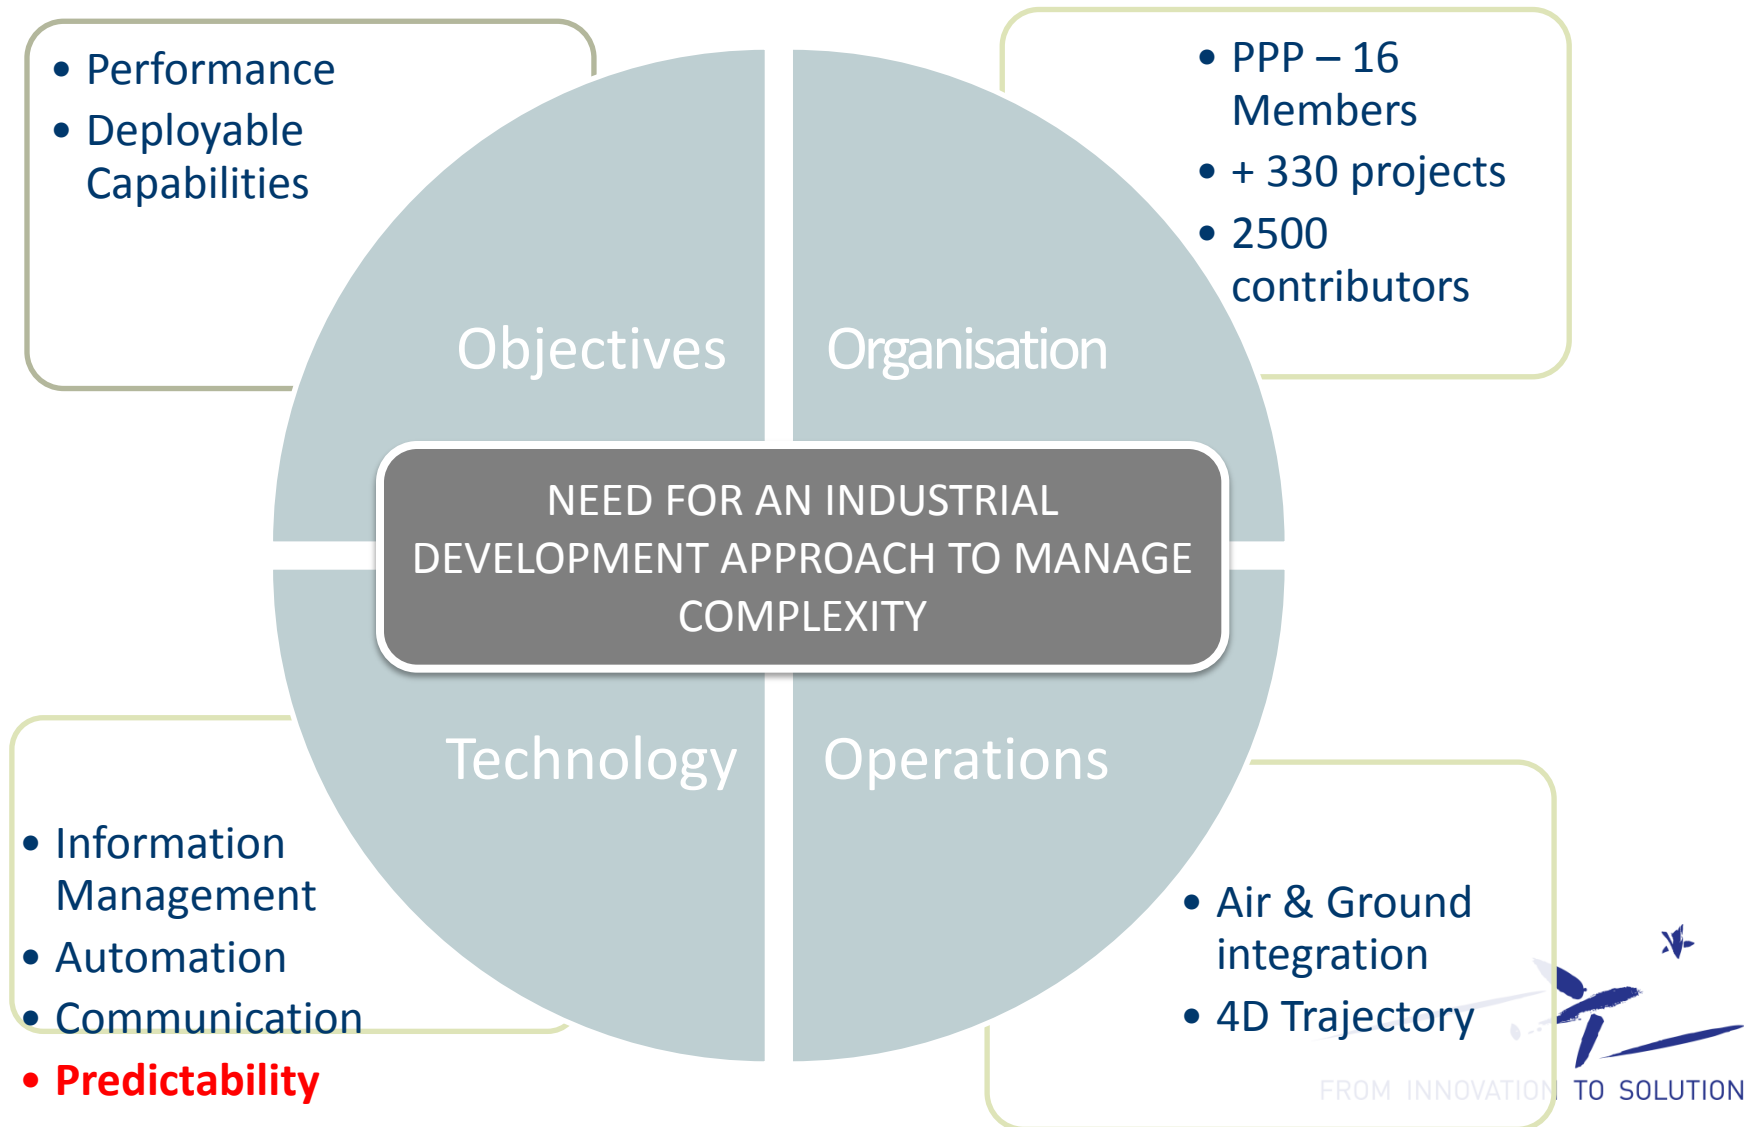 • Performance
• Deployable
Capabilities
• PPP – 16
Members
• + 330 projects
• 2500
contributors
Objectives
Organisation
NEED FOR AN INDUSTRIAL
DEVELOPMENT APPROACH TO MANAGE
COMPLEXITY
Technology
Operations
• Information
Management
• Automation
• Communication
• Predictability
• Air & Ground
integration
• 4D Trajectory
FROM INNOVATION TO SOLUTION